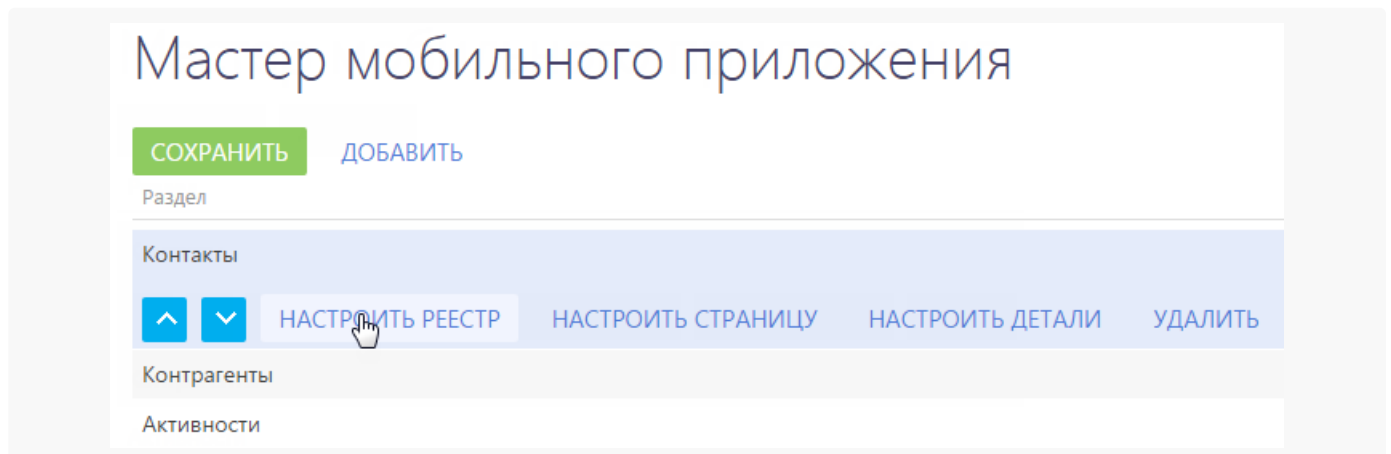 Мастер мобильного приложения
СОХРАНИТЬ ДОБАВИТЬ
Раздел
Контакты
НАСТРОИТЬ РЕЕСТР НАСТРОИТЬ СТРАНИЦУ НАСТРОИТЬ ДЕТАЛИ УДАЛИТЬ
Контрагенты
Активности